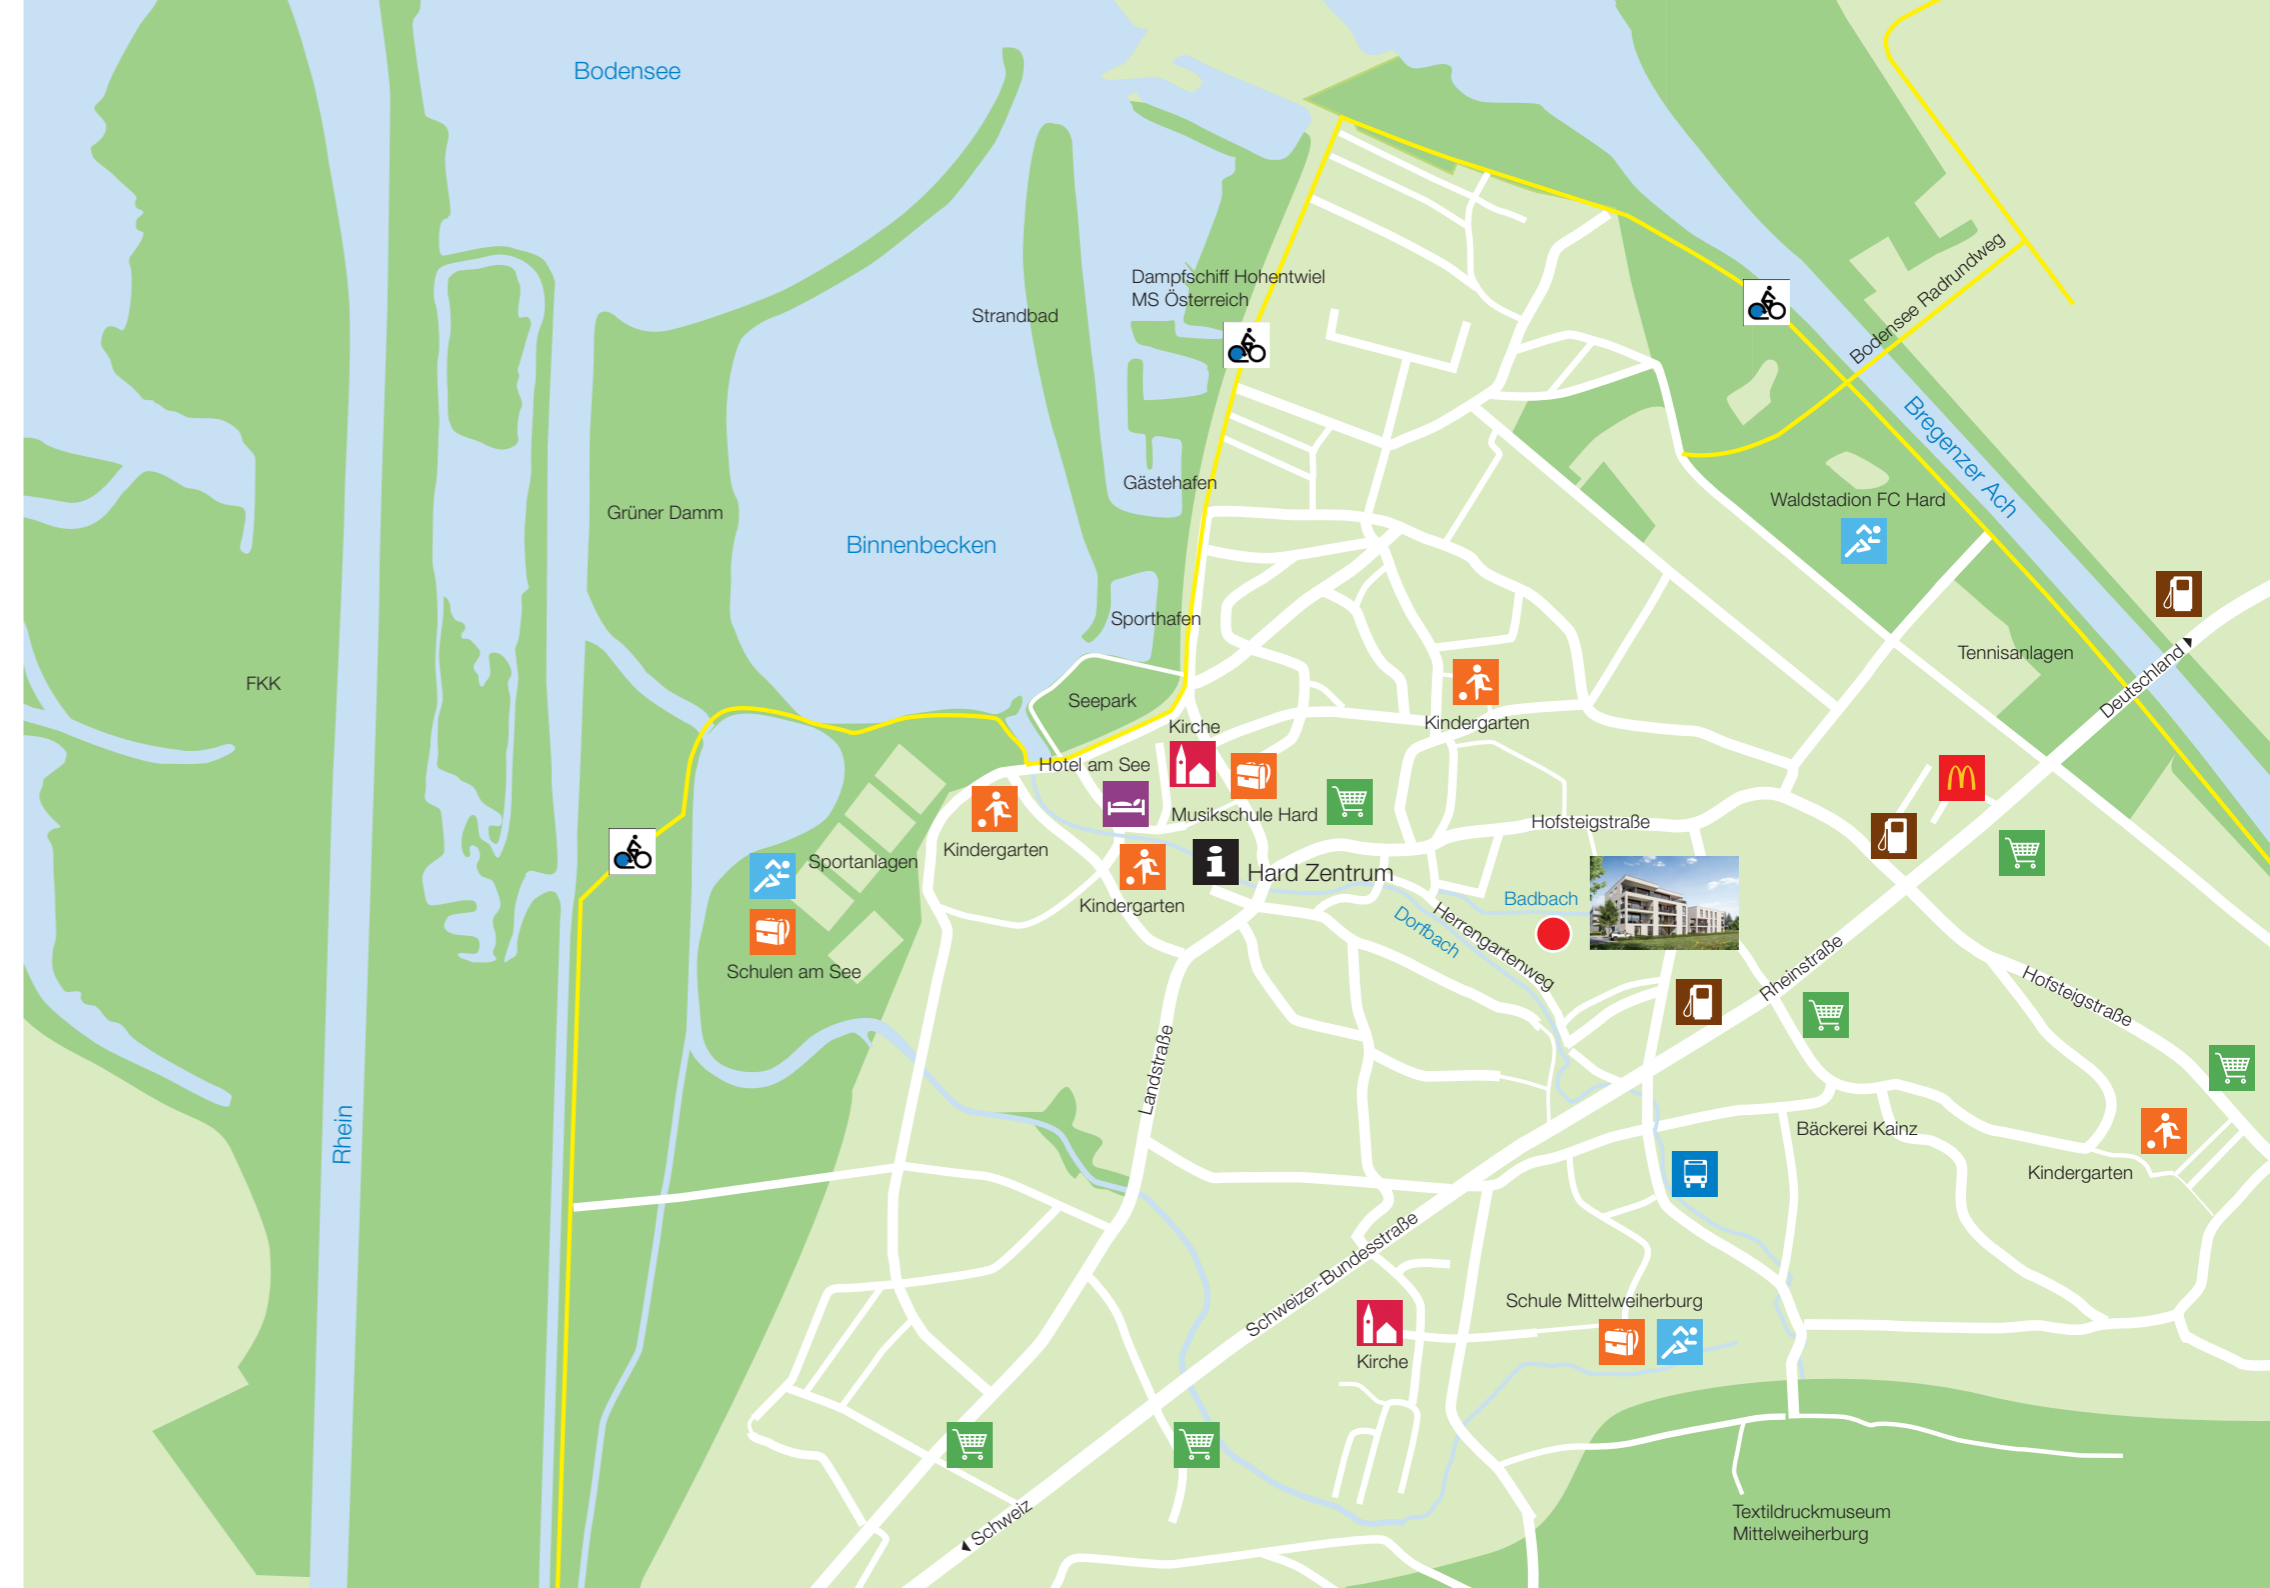 Bodensee
Bodensee Radrundweg
Dampfschiff Hohentwiel
MS Österreich
Strandbad
Bregenzer Ach
Gästehafen
Waldstadion FC Hard
Grüner Damm
Binnenbecken
Sporthafen
Tennisanlagen
Deutschland
FKK
Seepark
Kirche
Kindergarten
Hotel am See
Musikschule Hard
Hofsteigstraße
Kindergarten
Sportanlagen
Hard Zentrum
Kindergarten
Badbach
Dorfbach
Herrengartenweg
Rheinstraße
Schulen am See
Hofsteigstraße
Landstraße
Rhein
Bäckerei Kainz
Kindergarten
Schweizer-Bundesstraße
Schule Mittelweiherburg
Kirche
Schweiz
Textildruckmuseum
Mittelweiherburg